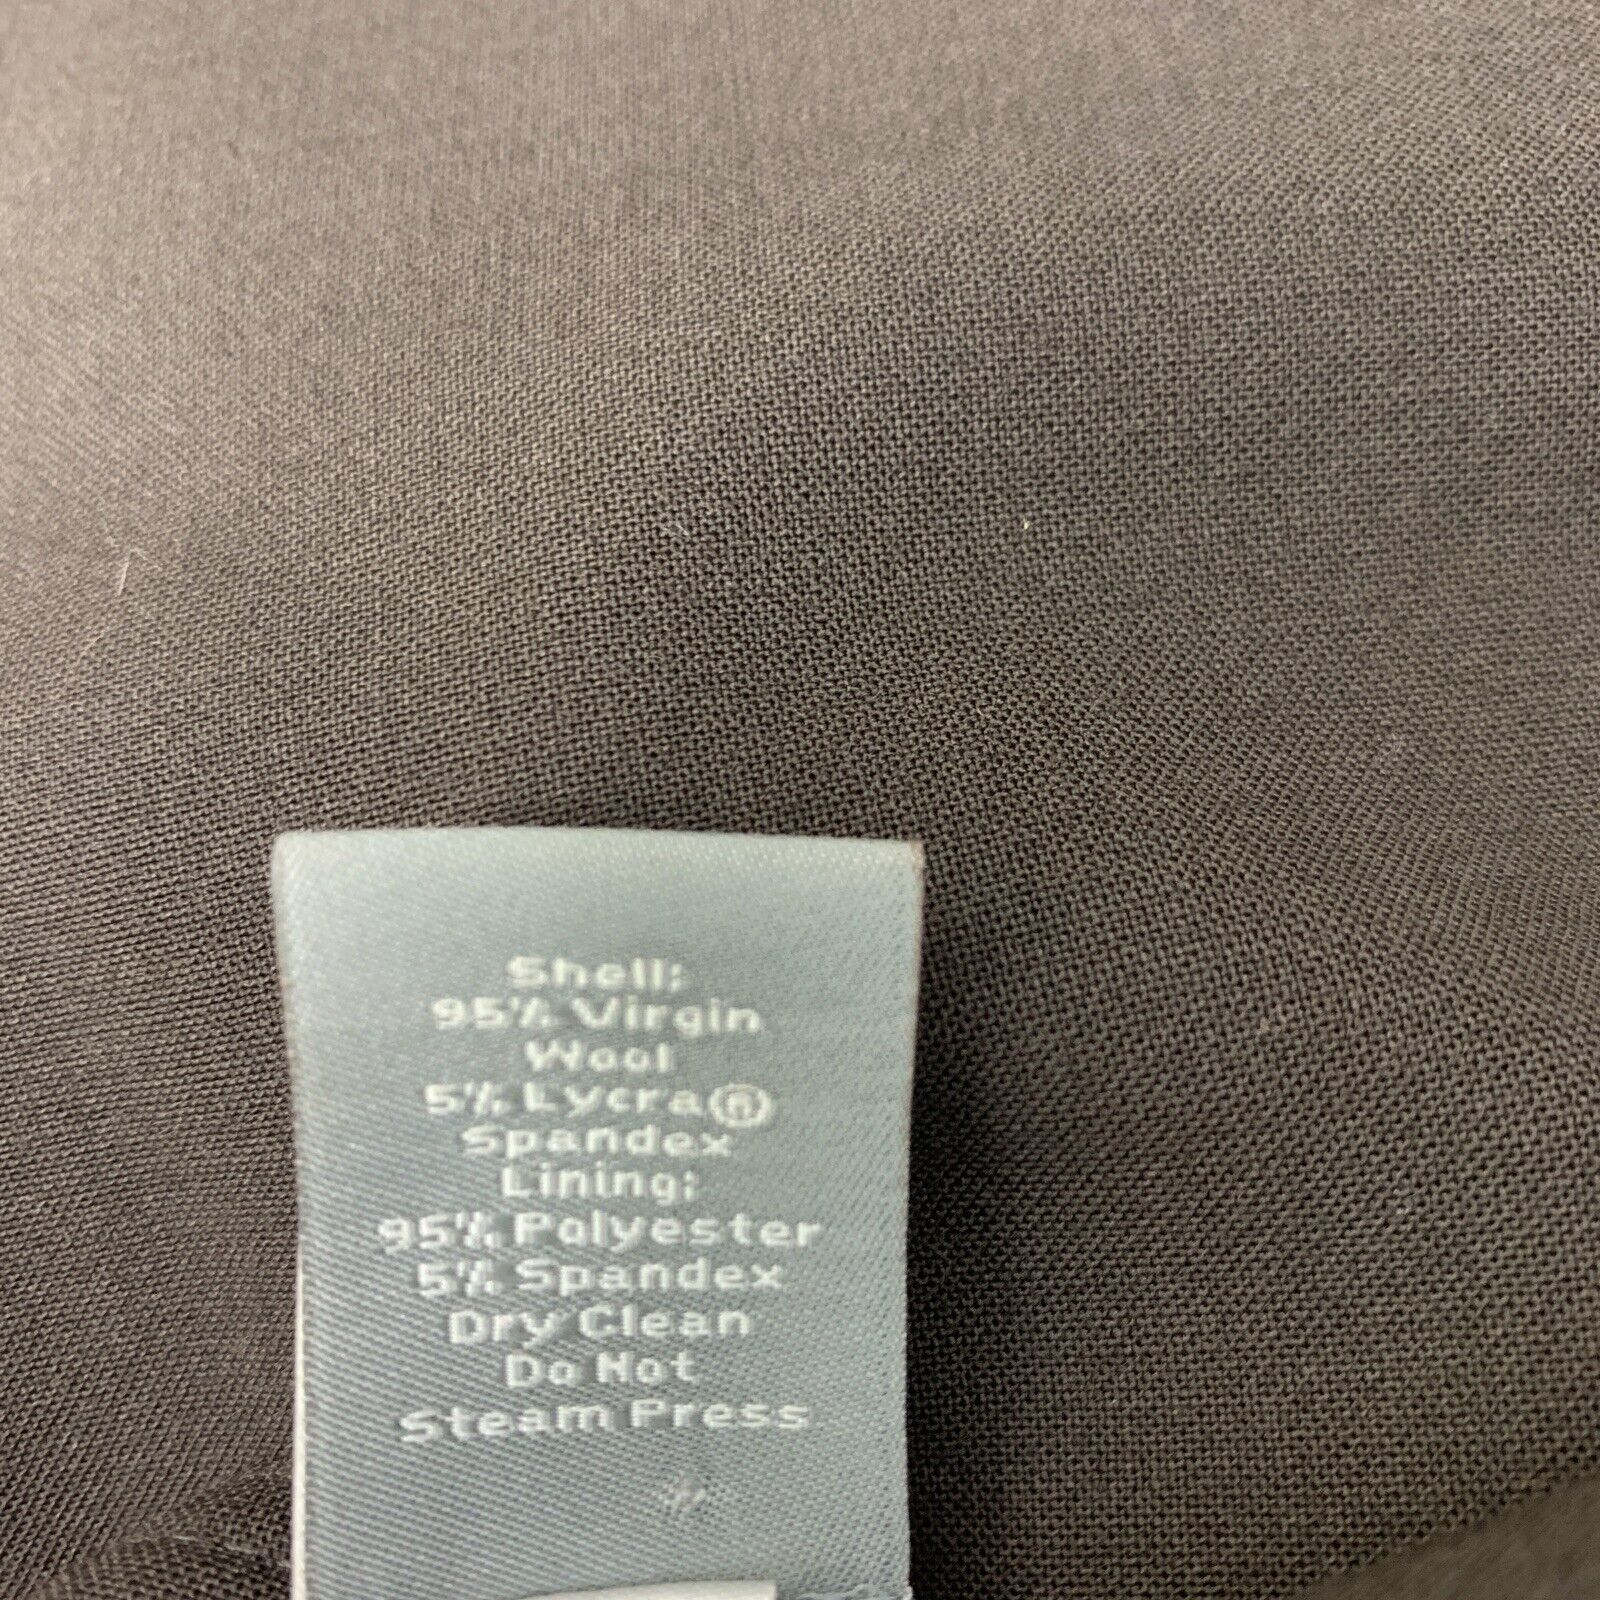 Shell:
95% Virgin
Wool
5% Lycra®
Spandex
Lining:
95% Polyester
5% Spandex
Dry Clean
Do Not
Steam Press